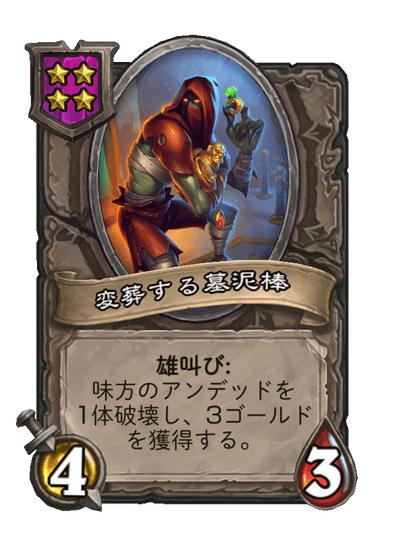 変葬する墓泥棒
雄叫び:
味方のアンデッドを
1体破壊し、3ゴールド
を獲得する。
4
3